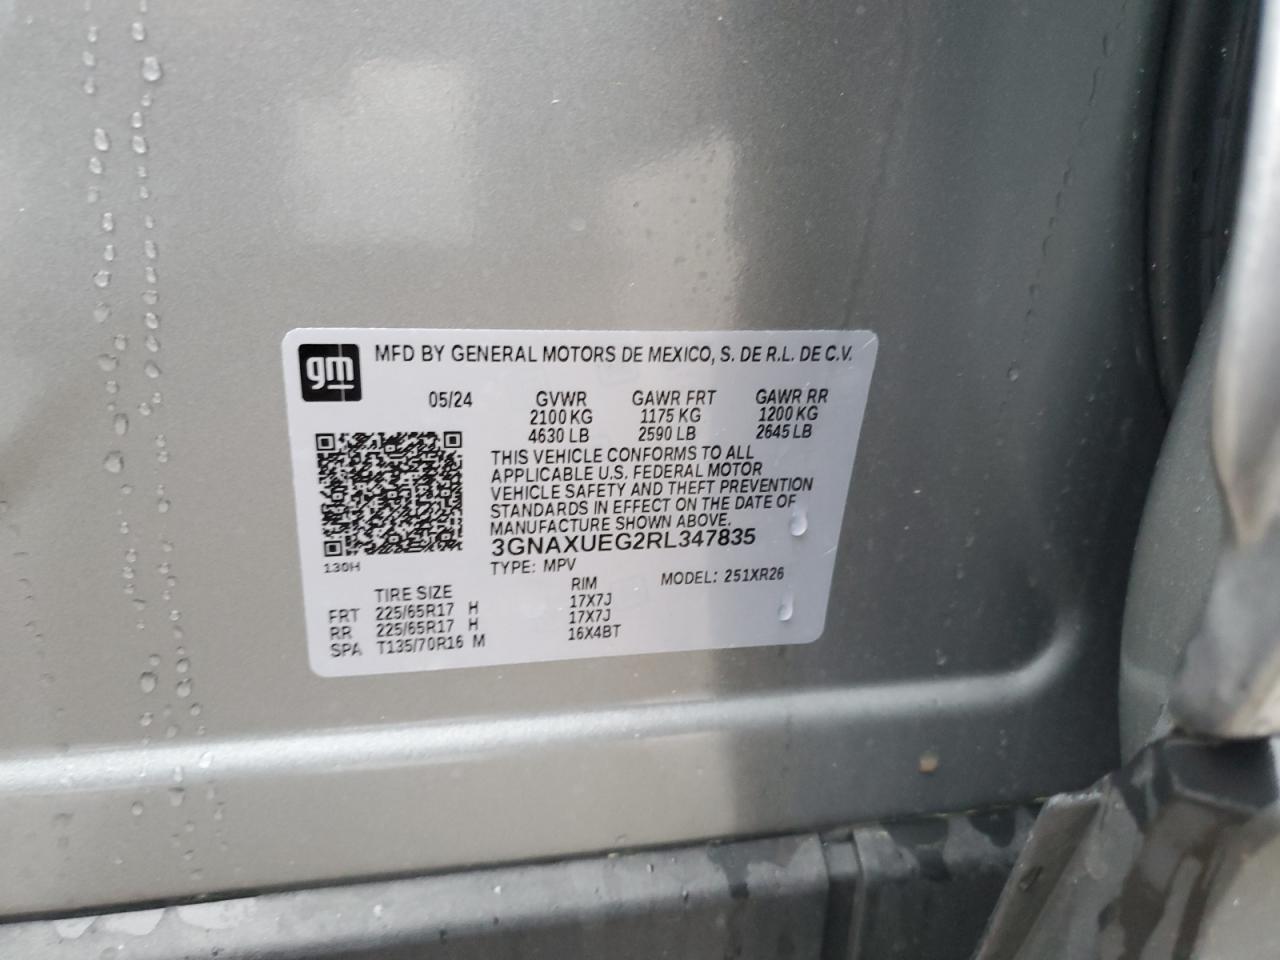 gm
MFD BY GENERAL MOTORS DE MEXICO, S. DE R.L. DE C.V.
05/24 GVWR GAWR FRT GAWR RR
2100 KG 1175 KG 1200 KG
4630 LB 2590 LB 2645 LB
THIS VEHICLE CONFORMS TO ALL
APPLICABLE U.S. FEDERAL MOTOR
VEHICLE SAFETY AND THEFT PREVENTION
STANDARDS IN EFFECT ON THE DATE OF
MANUFACTURE SHOWN ABOVE.
3GNAXUEG2RL347835
130H
TYPE: MPV MODEL: 251XR26
TIRE SIZE RIM
FRT 225/65R17 H 17X7J
RR 225/65R17 H 17X7J
SPA T135/70R16 M 16X4BT